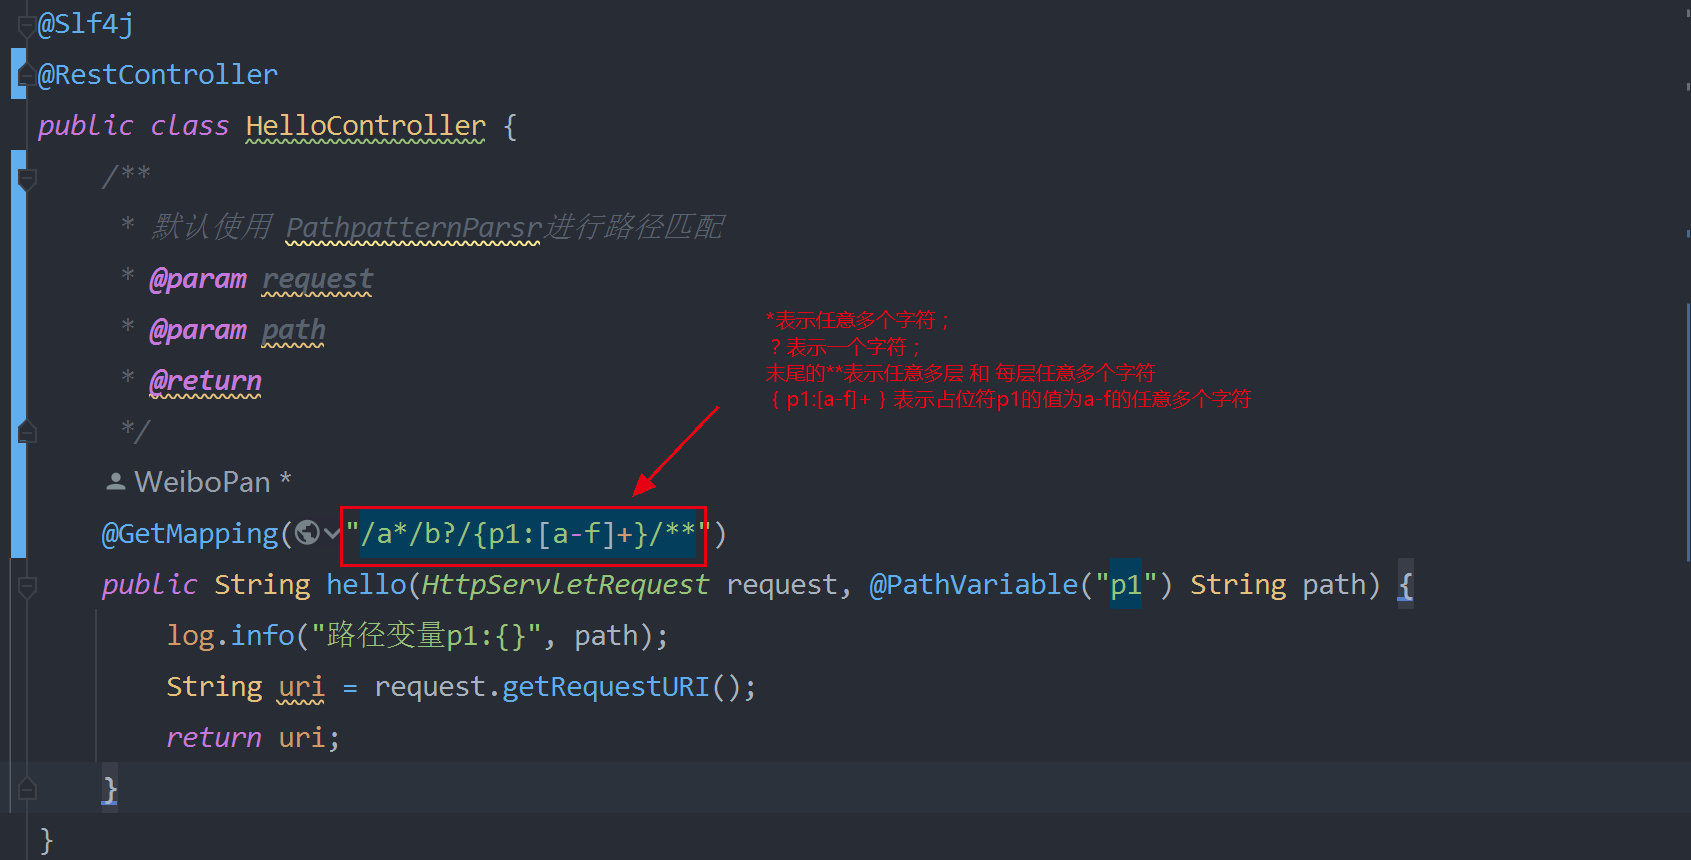 @Slf4j
@RestController
public class HelloController {
/**
* 默认使用 PathpatternParsr进行路径匹配
* @param request
* @param path
* @return
*/
*表示任意多个字符；
？表示一个字符；
末尾的**表示任意多层 和 每层任意多个字符
｛ p1:[a-f]+ ｝表示占位符p1的值为a-f的任意多个字符
WeiboPan *
@GetMapping("/a*/b?/{p1:[a-f]+}/**")
public String hello(HttpServletRequest request, @PathVariable("p1") String path) {
log.info("路径变量p1:{}", path);
String uri = request.getRequestURI();
return uri;
}
}